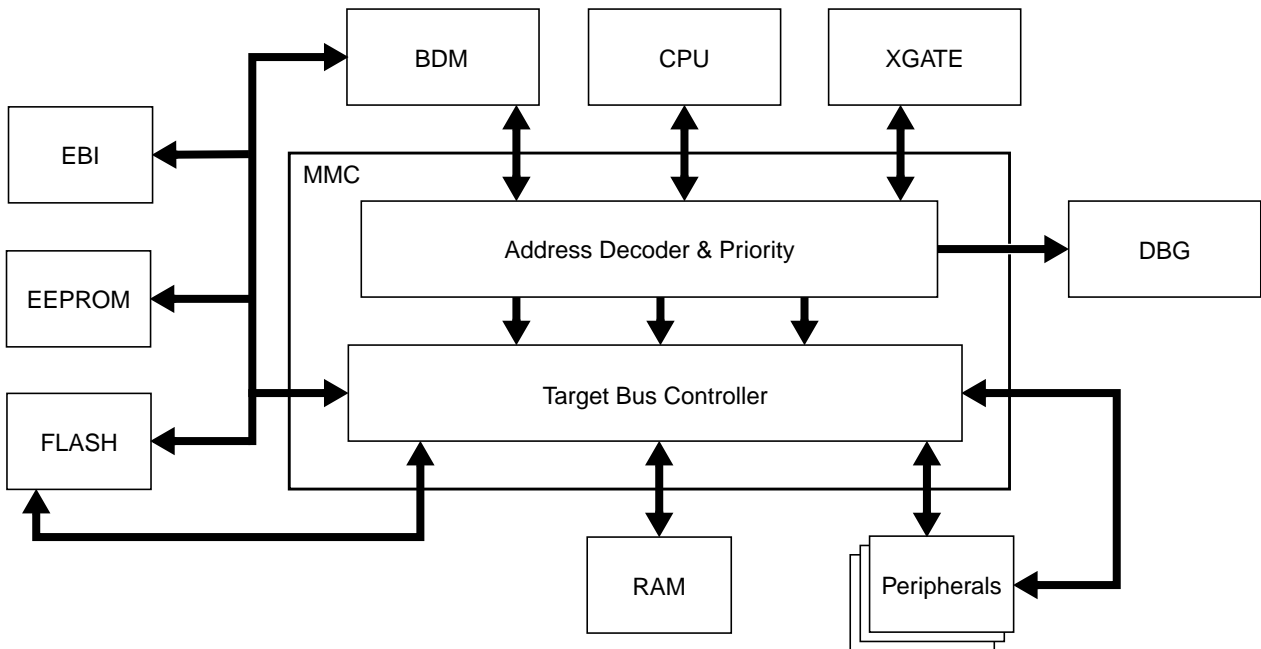 BDM
CPU
XGATE
EBI
MMC
Address Decoder & Priority
DBG
EEPROM
Target Bus Controller
FLASH
RAM
Peripherals